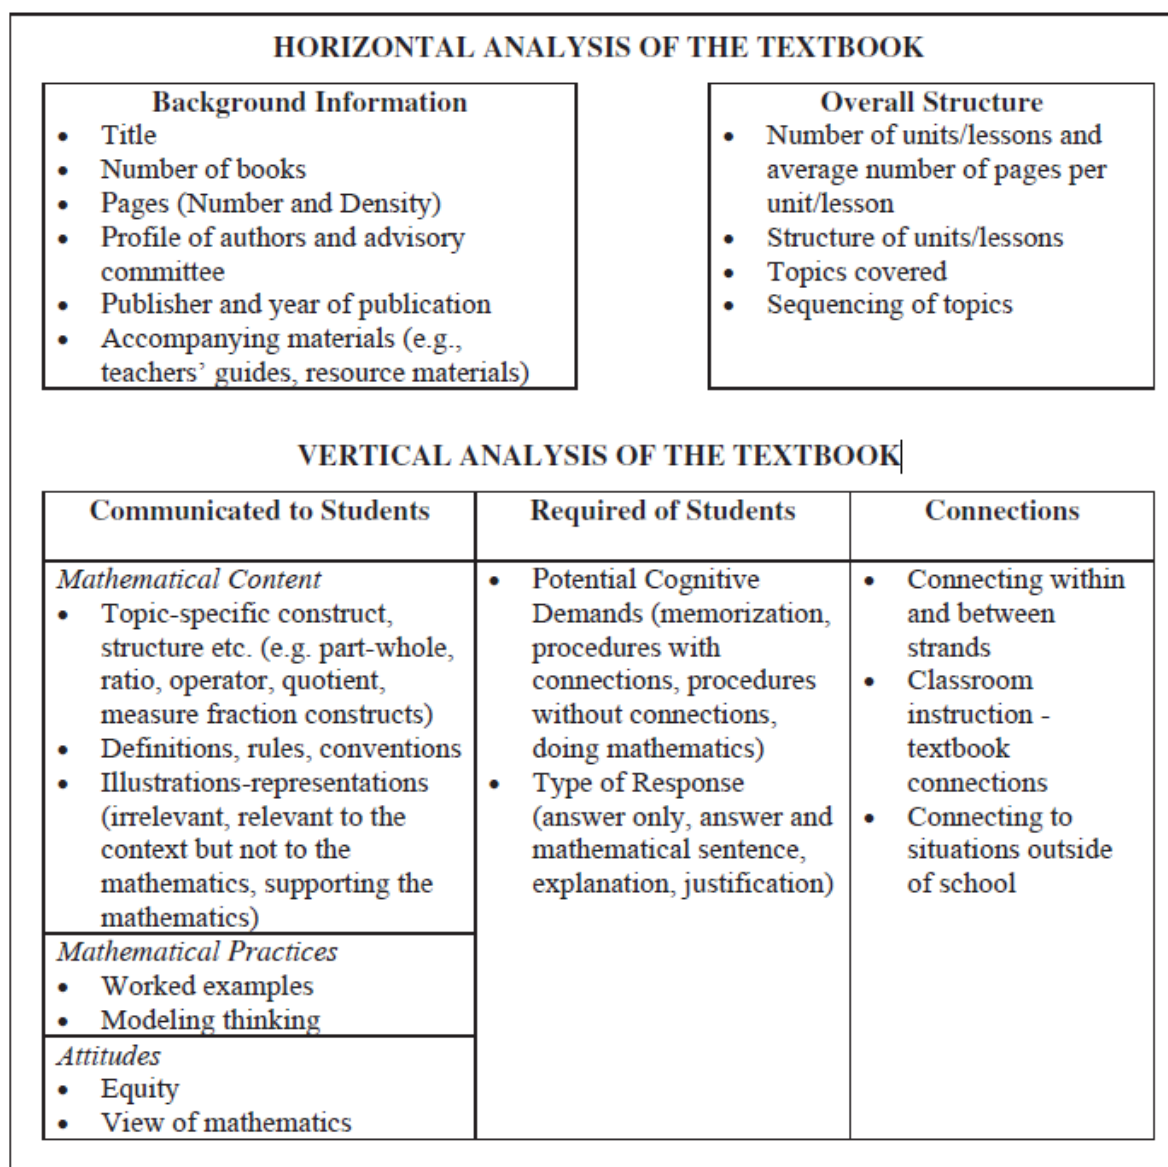 HORIZONTAL ANALYSIS OF THE TEXTBOOK
Background Information
• Title
• Number of books
• Pages (Number and Density)
• Profile of authors and advisory
committee
• Publisher and year of publication
• Accompanying materials (e.g.,
teachers’ guides, resource materials)
Overall Structure
• Number of units/lessons and
average number of pages per
unit/lesson
• Structure of units/lessons
• Topics covered
• Sequencing of topics
VERTICAL ANALYSIS OF THE TEXTBOOK
Communicated to Students
Mathematical Content
• Topic-specific construct,
structure etc. (e.g. part-whole,
ratio, operator, quotient,
measure fraction constructs)
• Definitions, rules, conventions
• Illustrations-representations
(irrelevant, relevant to the
context but not to the
mathematics, supporting the
mathematics)
Mathematical Practices
• Worked examples
• Modeling thinking
Attitudes
• Equity
• View of mathematics
Required of Students
• Potential Cognitive
Demands (memorization,
procedures with
connections, procedures
without connections,
doing mathematics)
• Type of Response
(answer only, answer and
mathematical sentence,
explanation, justification)
Connections
• Connecting within
and between
strands
• Classroom
instruction -
textbook
connections
• Connecting to
situations outside
of school